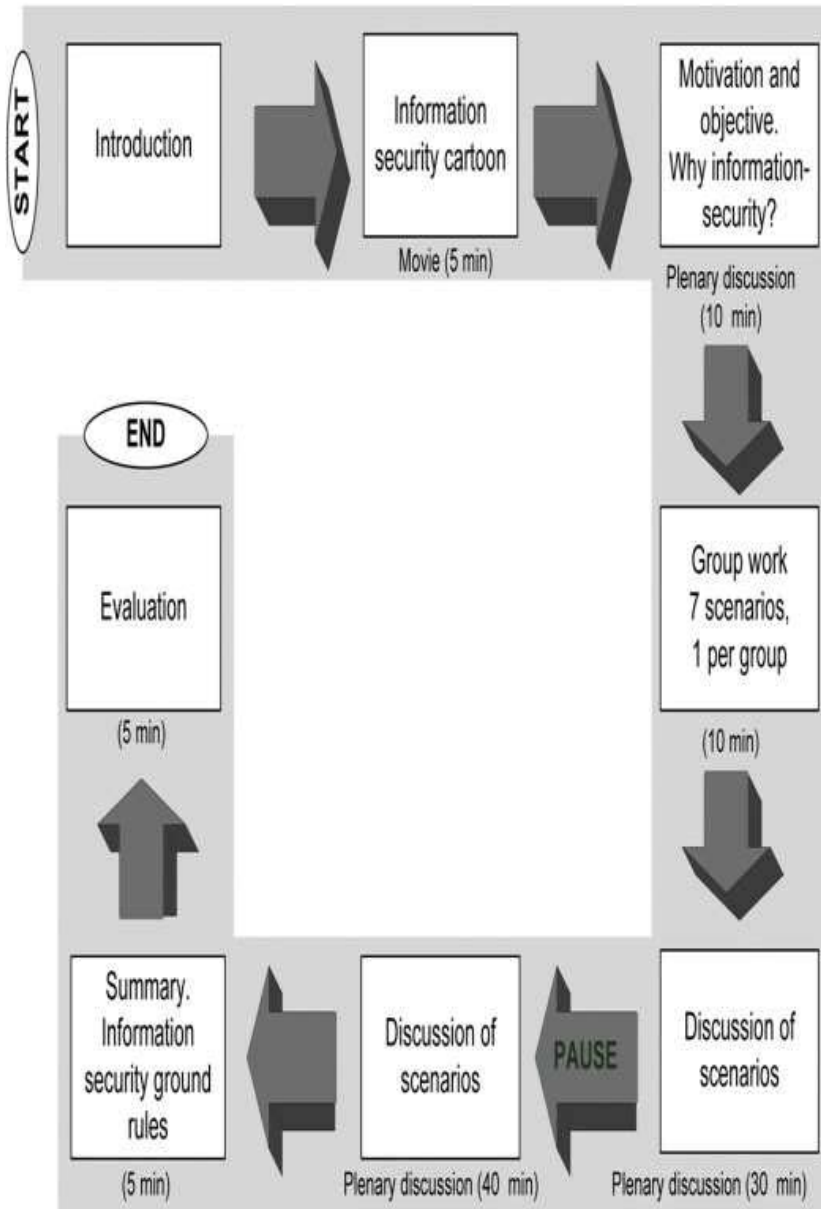 START
Introduction
Information
security cartoon
Movie (5 min)
Motivation and
objective.
Why information-
security?
Plenary discussion
(10 min)
Group work
7 scenarios,
1 per group
(10 min)
Discussion of
scenarios
Plenary discussion (30 min)
PAUSE
Discussion of
scenarios
Plenary discussion (40 min)
Summary.
Information
security ground
rules
(5 min)
Evaluation
(5 min)
END